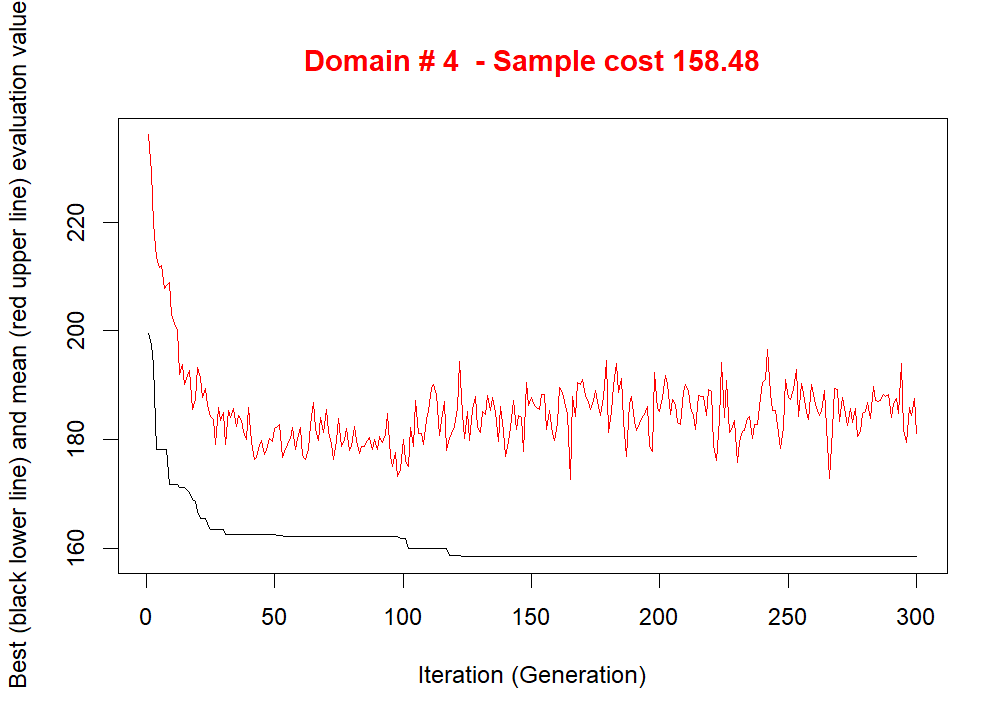 Domain # 4  - Sample cost 158.48
Best (black lower line) and mean (red upper line) evaluation value
220
200
180
160
0 50 100 150 200 250 300
Iteration (Generation)